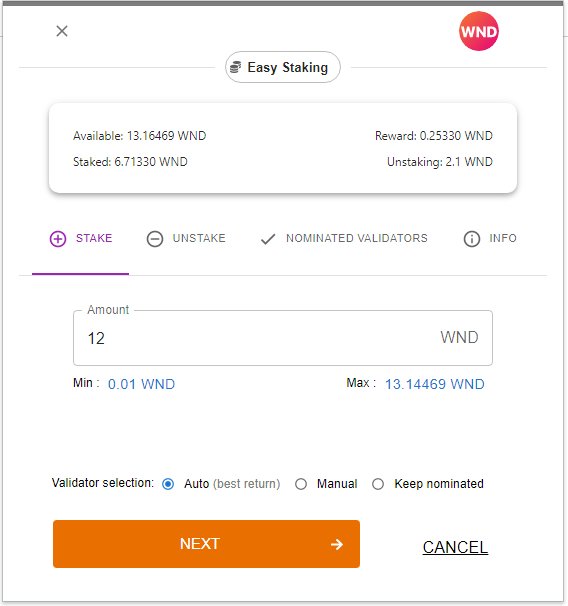 WND
Easy Staking
Available: 13.16469 WND Reward: 0.25330 WND
Staked: 6.71330 WND Unstaking: 2.1 WND
STAKE UNSTAKE NOMINATED VALIDATORS INFO
Amount
12 WND
Min : 0.01 WND Max : 13.14469 WND
Validator selection: Auto (best return) Manual Keep nominated
NEXT CANCEL